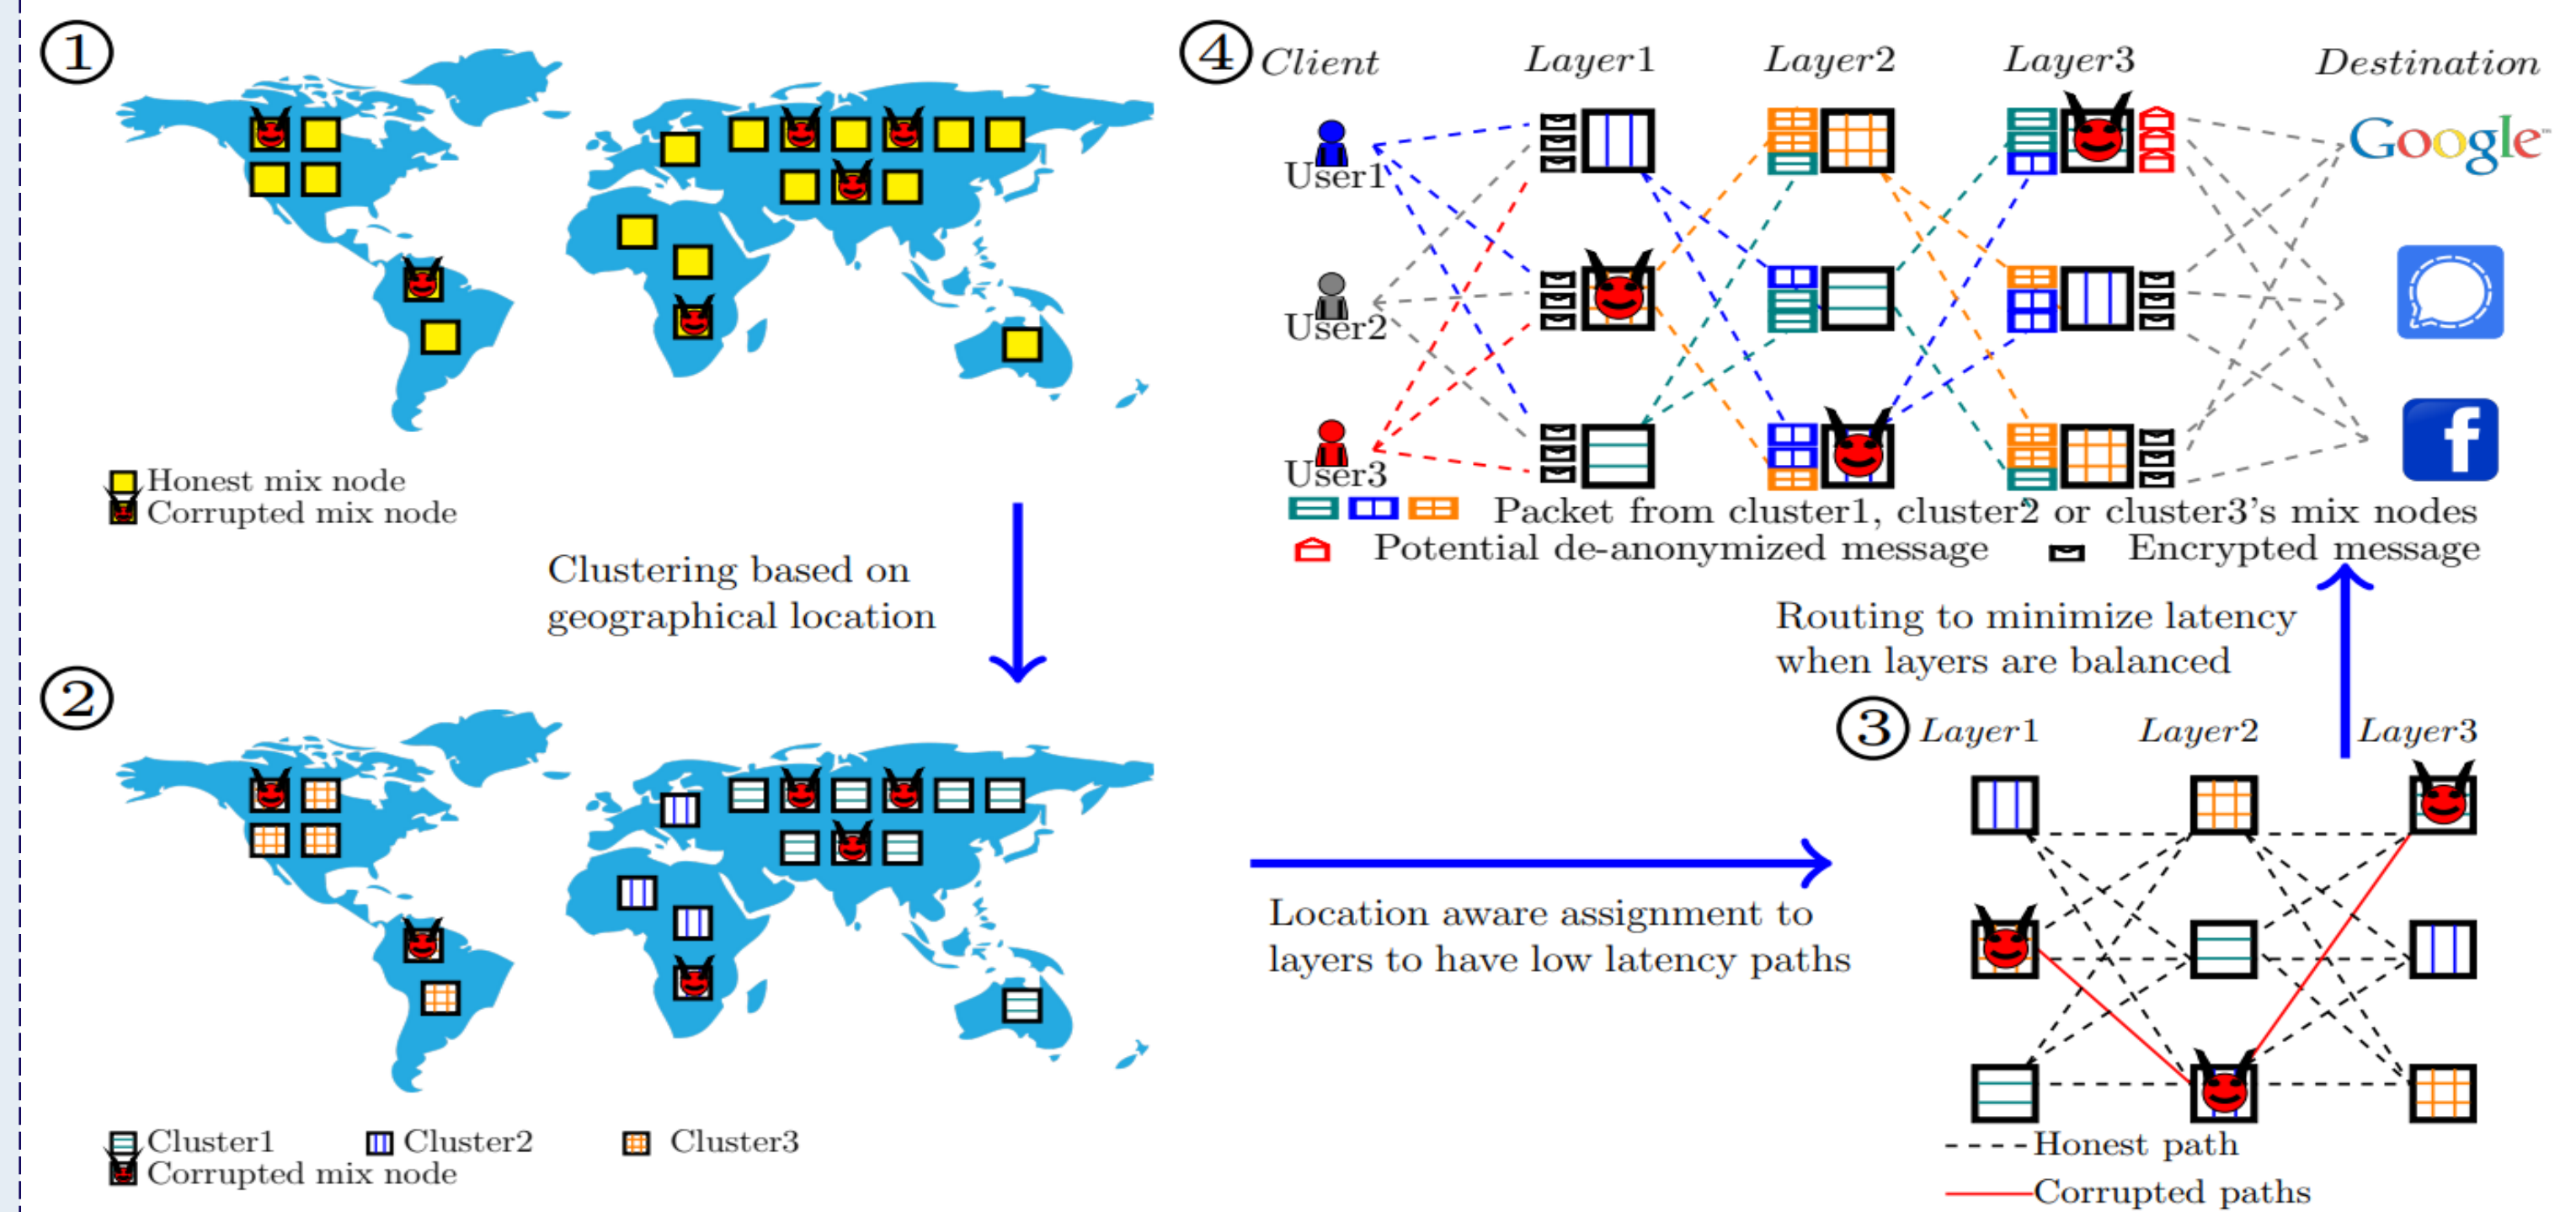 1
Honest mix node
Corrupted mix node
Clustering based on
geographical location
2
Cluster1 Cluster2 Cluster3
Corrupted mix node
Location aware assignment to
layers to have low latency paths
3 Layer1 Layer2 Layer3
Honest path
Corrupted paths
Routing to minimize latency
when layers are balanced
4 Client Layer1 Layer2 Layer3 Destination
User1
Google™
User2
User3
f
Packet from cluster1, cluster2 or cluster3's mix nodes
Potential de-anonymized message Encrypted message